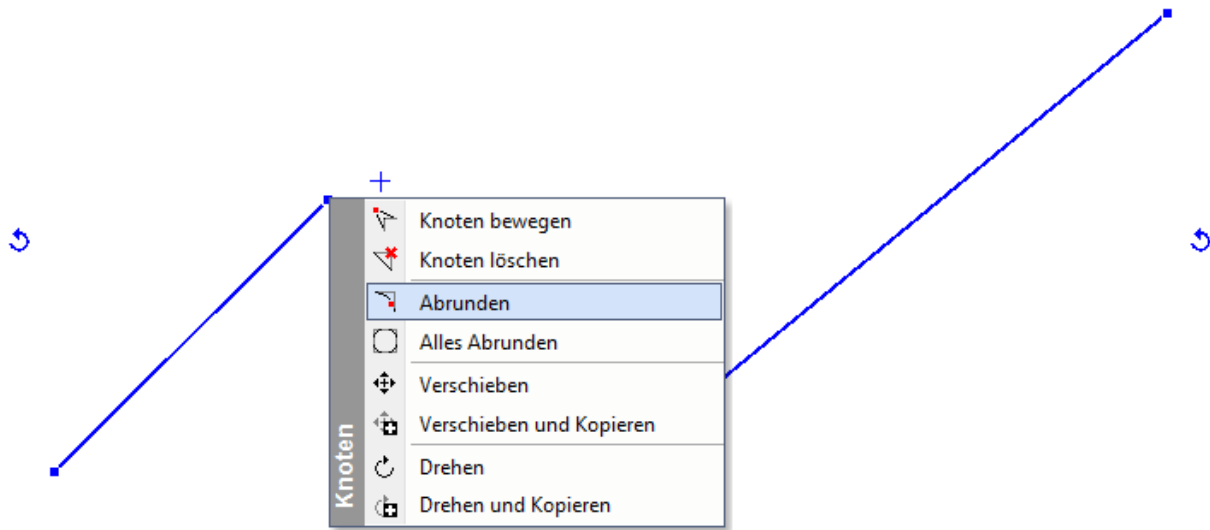 Knoten
Knoten bewegen
Knoten löschen
Abrunden
Alles Abrunden
Verschieben
Verschieben und Kopieren
Drehen
Drehen und Kopieren